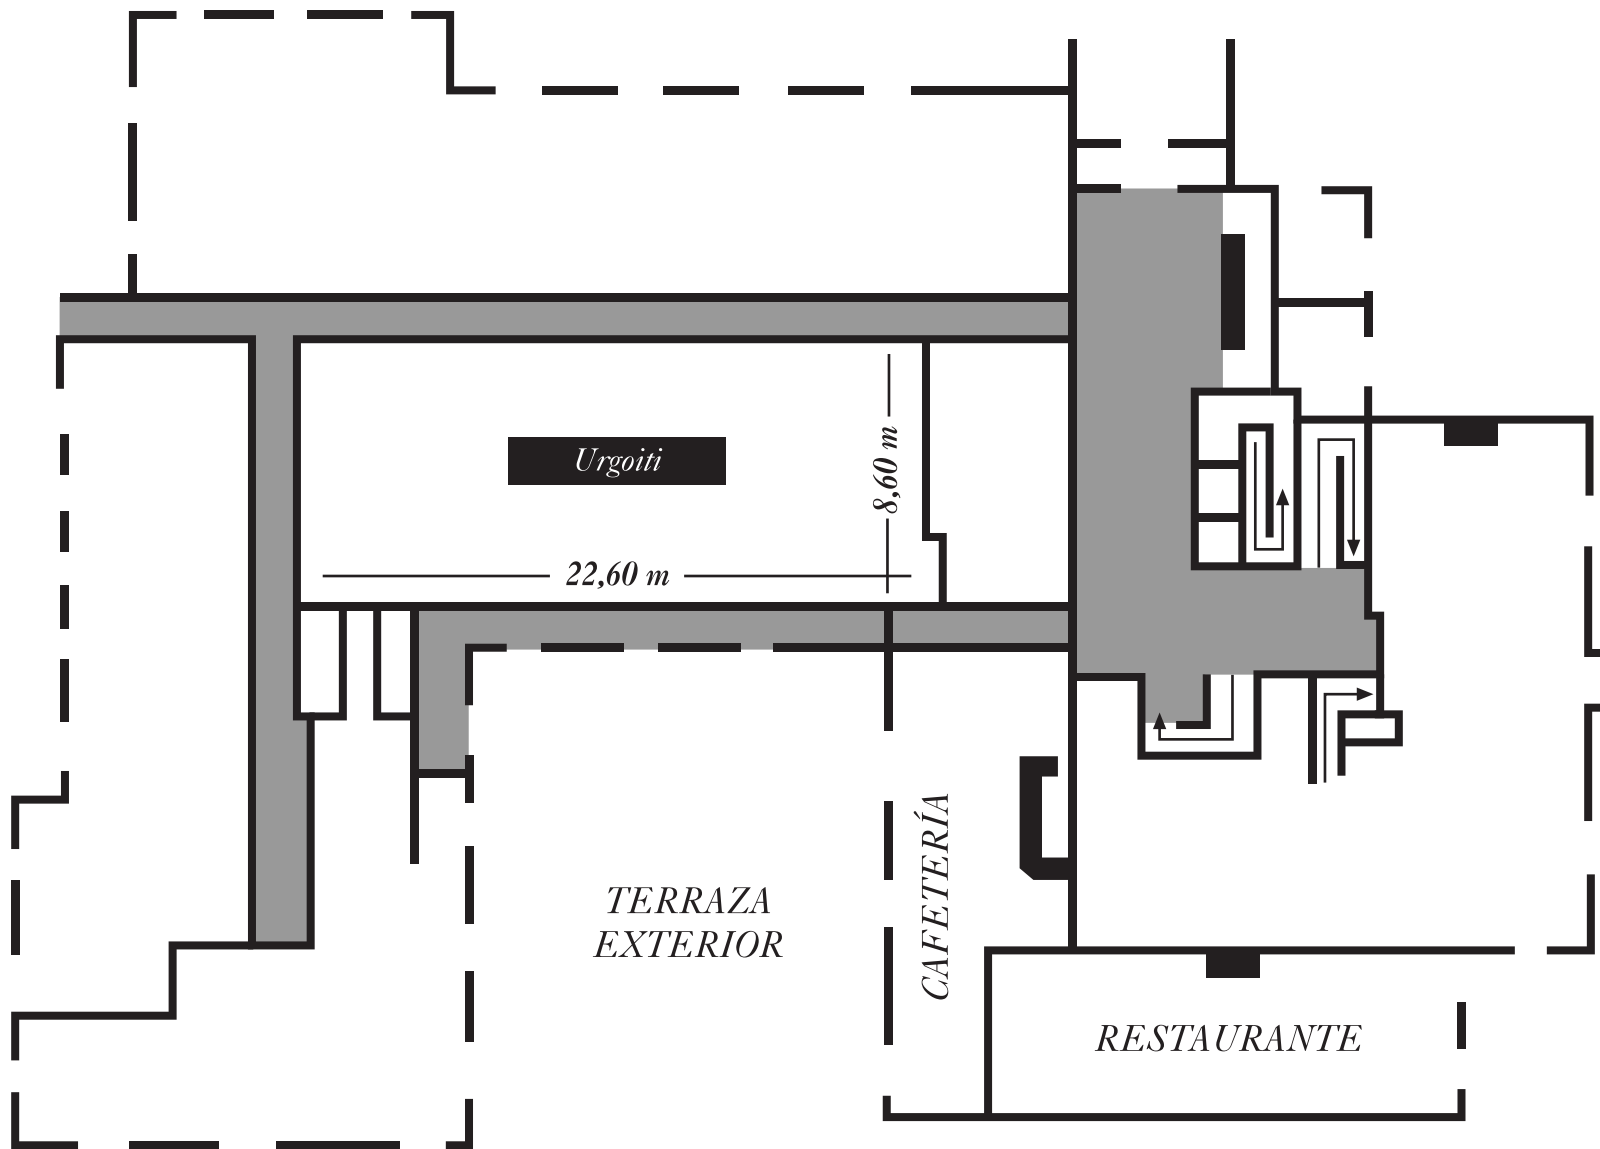 Urgoiti
8,60 m
22,60 m
TERRAZA
EXTERIOR
CAFETERÍA
RESTAURANTE